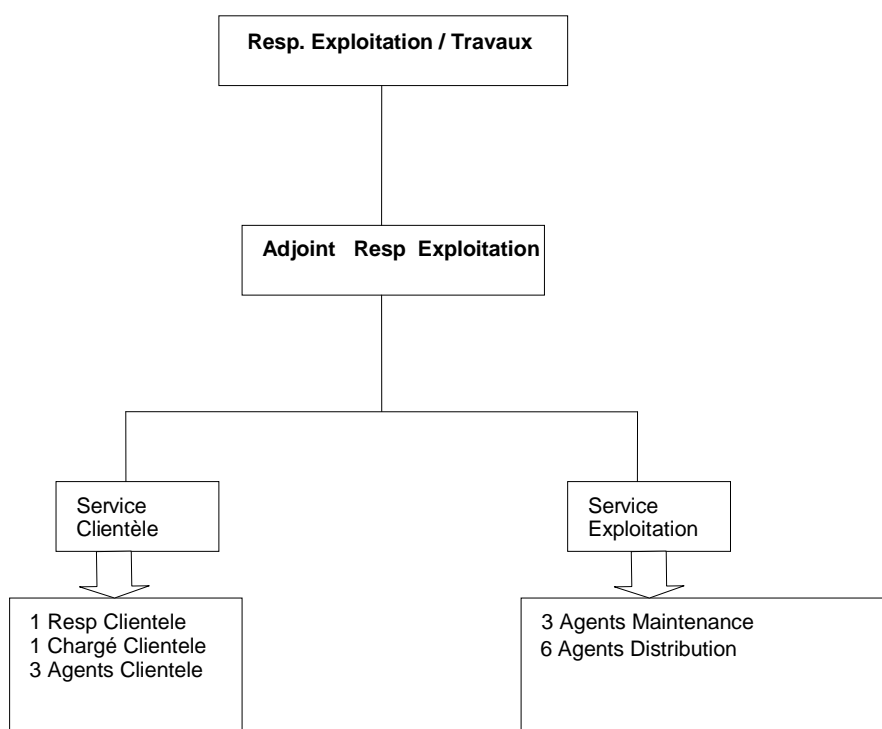 Resp. Exploitation / Travaux
Adjoint Resp Exploitation
Service
Clientèle
Service
Exploitation
1 Resp Clientele
1 Chargé Clientele
3 Agents Clientele
3 Agents Maintenance
6 Agents Distribution